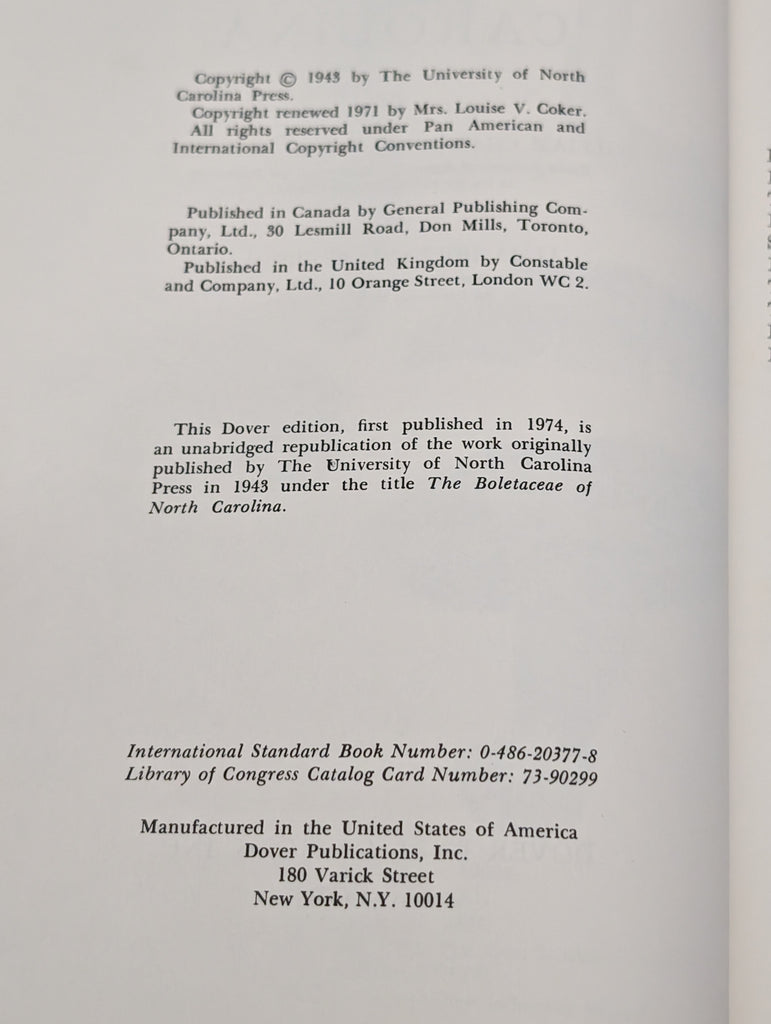 Copyright © 1943 by The University of North
Carolina Press.
Copyright renewed 1971 by Mrs. Louise V. Coker.
All rights reserved under Pan American and
International Copyright Conventions.
Published in Canada by General Publishing Com-
pany, Ltd., 30 Lesmill Road, Don Mills, Toronto,
Ontario.
Published in the United Kingdom by Constable
and Company, Ltd., 10 Orange Street, London WC 2.
This Dover edition, first published in 1974, is
an unabridged republication of the work originally
published by The University of North Carolina
Press in 1943 under the title The Boletaceae of
North Carolina.
International Standard Book Number: 0-486-20377-8
Library of Congress Catalog Card Number: 73-90299
Manufactured in the United States of America
Dover Publications, Inc.
180 Varick Street
New York, N.Y. 10014